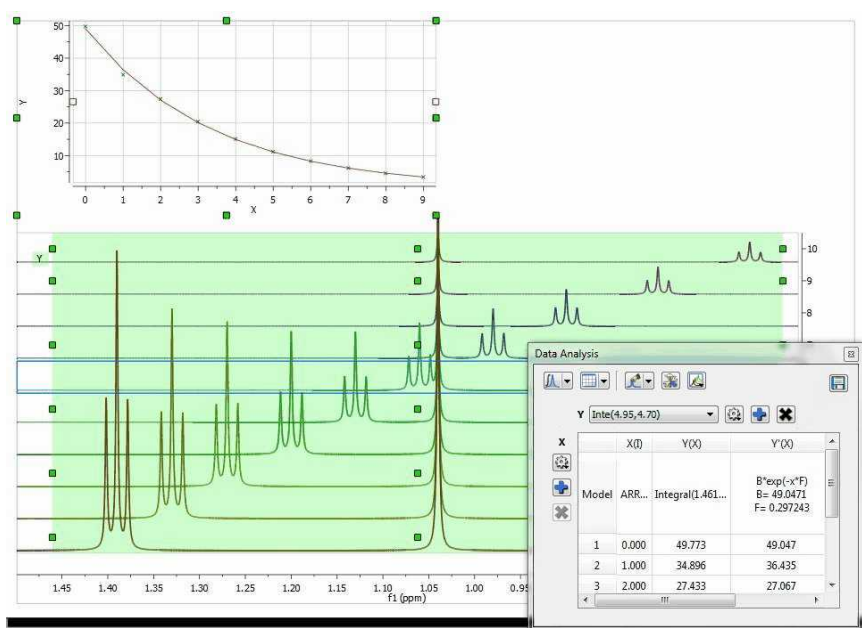 50
40
30
20
10
Y
0 1 2 3 4 5 6 7 8 9
X
Y
10
9
8
1.45 1.40 1.35 1.30 1.25 1.20 1.15 1.10 1.05 1.00
f1 (ppm)
Data Analysis
Y Inte(4.95,4.70)
X
X(I) Y(X) Y'(X)
Model ARR... Integral(1.461... B*exp(-x*F)
B= 49.0471
F= 0.297243
1 0.000 49.773 49.047
2 1.000 34.896 36.435
3 2.000 27.433 27.067